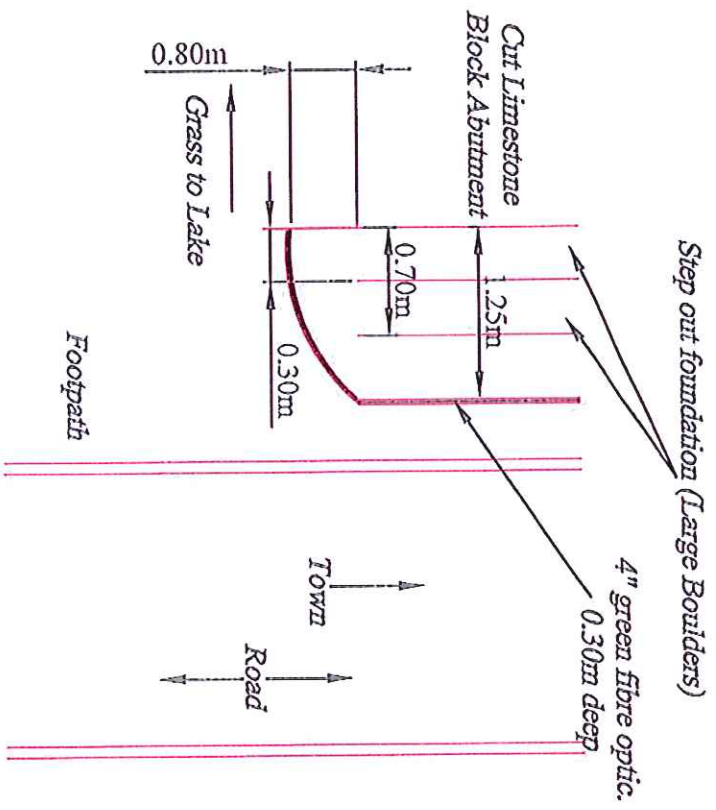 Step out foundation (Large Boulders)
4" green fibre optic.
0.30m deep
Cut Limestone
Block Abutment
1.25m
0.70m
0.30m
0.80m
Grass to Lake
Footpath
Town
Road